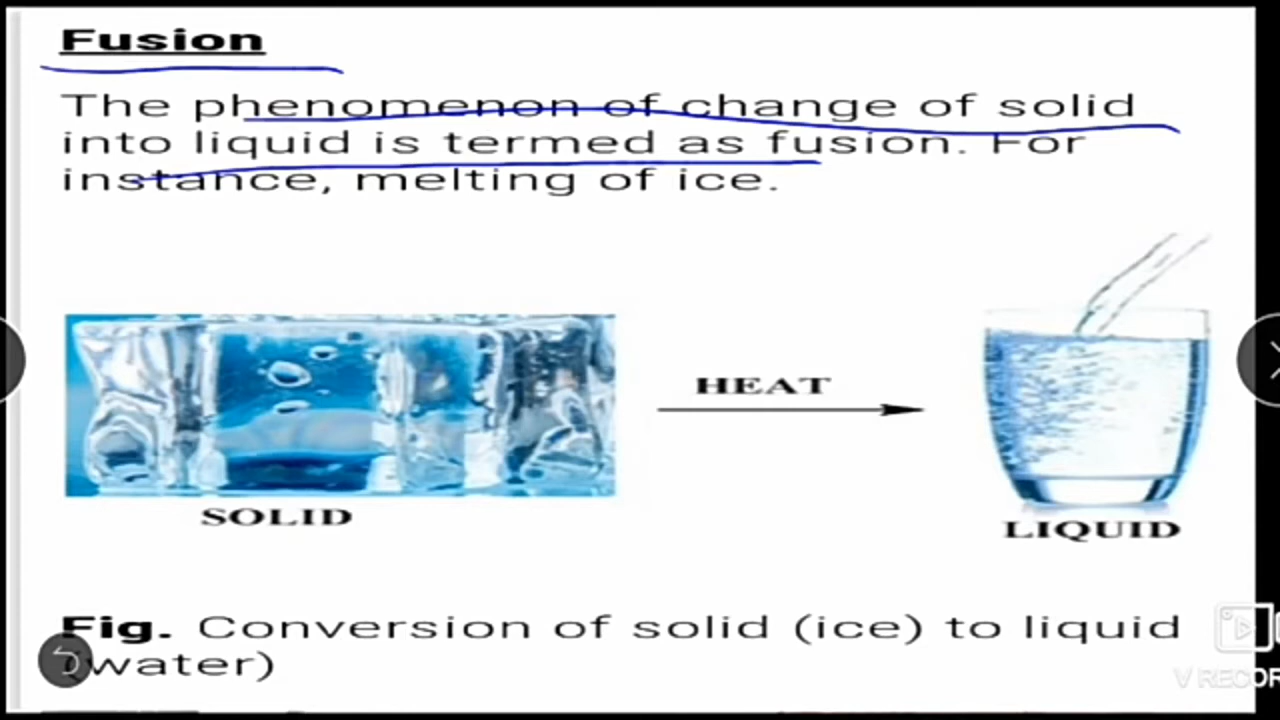 Fusion
The phenomenon of change of solid
into liquid is termed as fusion. For
instance, melting of ice.
HEAT
SOLID
LIQUID
Fig. Conversion of solid (ice) to liquid
(water)
V RECOR